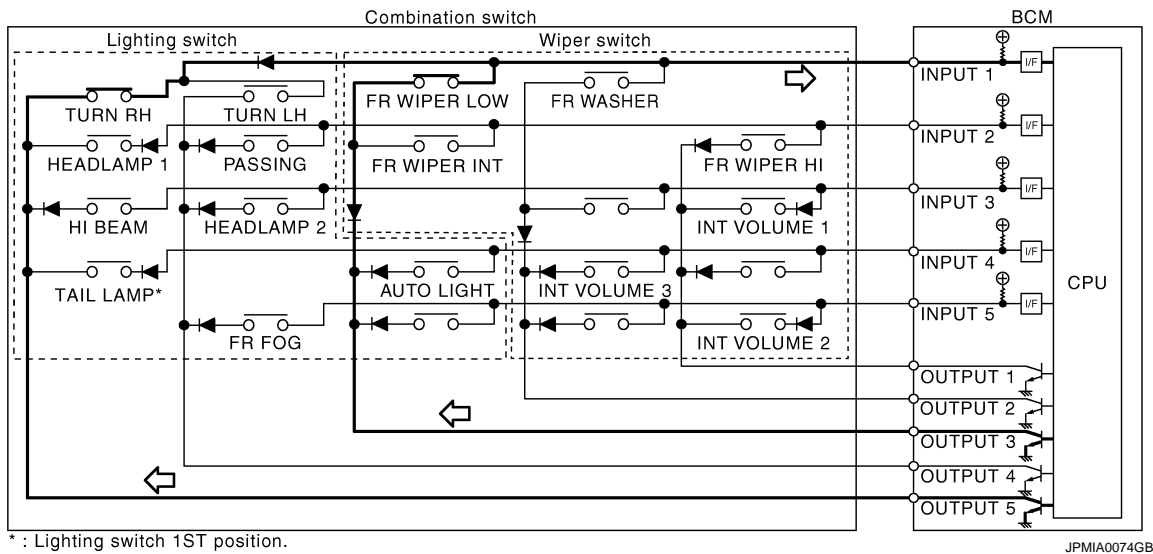 Combination switch
BCM
Lighting switch
Wiper switch
INPUT 1
I/F
TURN RH
TURN LH
FR WIPER LOW
FR WASHER
INPUT 2
I/F
HEADLAMP 1
PASSING
FR WIPER INT
FR WIPER HI
INPUT 3
I/F
HI BEAM
HEADLAMP 2
INT VOLUME 1
INPUT 4
I/F
TAIL LAMP*
AUTO LIGHT
INT VOLUME 3
CPU
INPUT 5
I/F
FR FOG
INT VOLUME 2
OUTPUT 1
OUTPUT 2
OUTPUT 3
OUTPUT 4
OUTPUT 5
* : Lighting switch 1ST position.
JPMIA0074GB